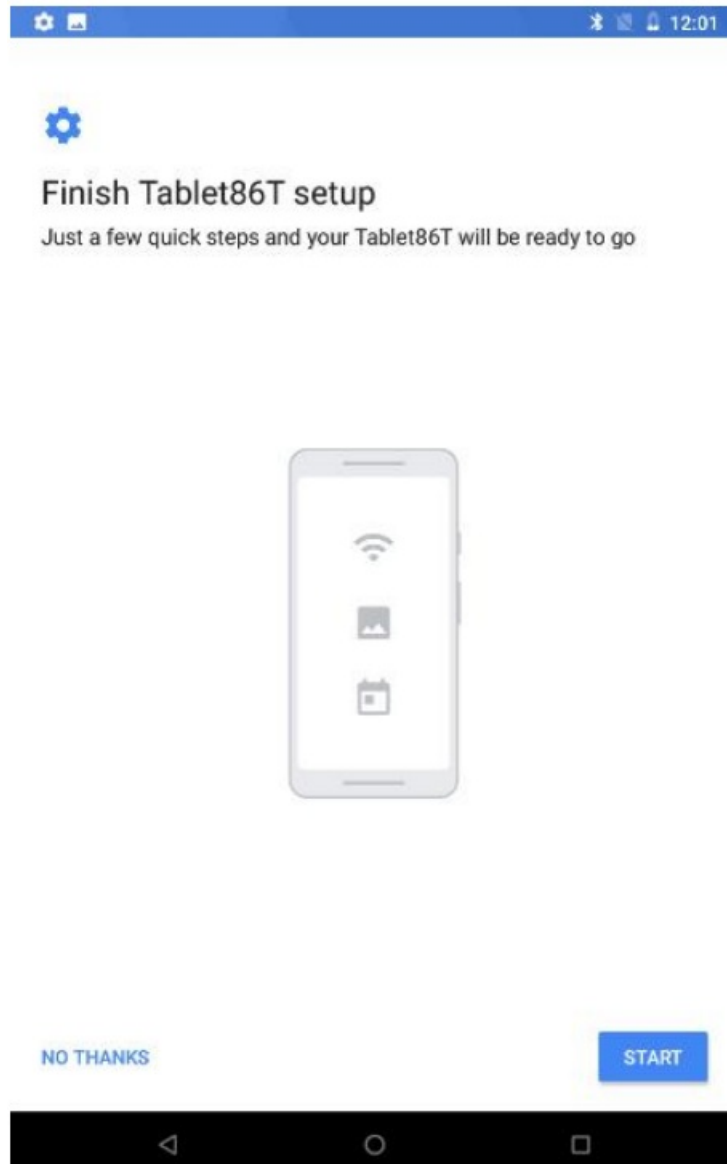 12:01
Finish Tablet86T setup
Just a few quick steps and your Tablet86T will be ready to go
NO THANKS
START